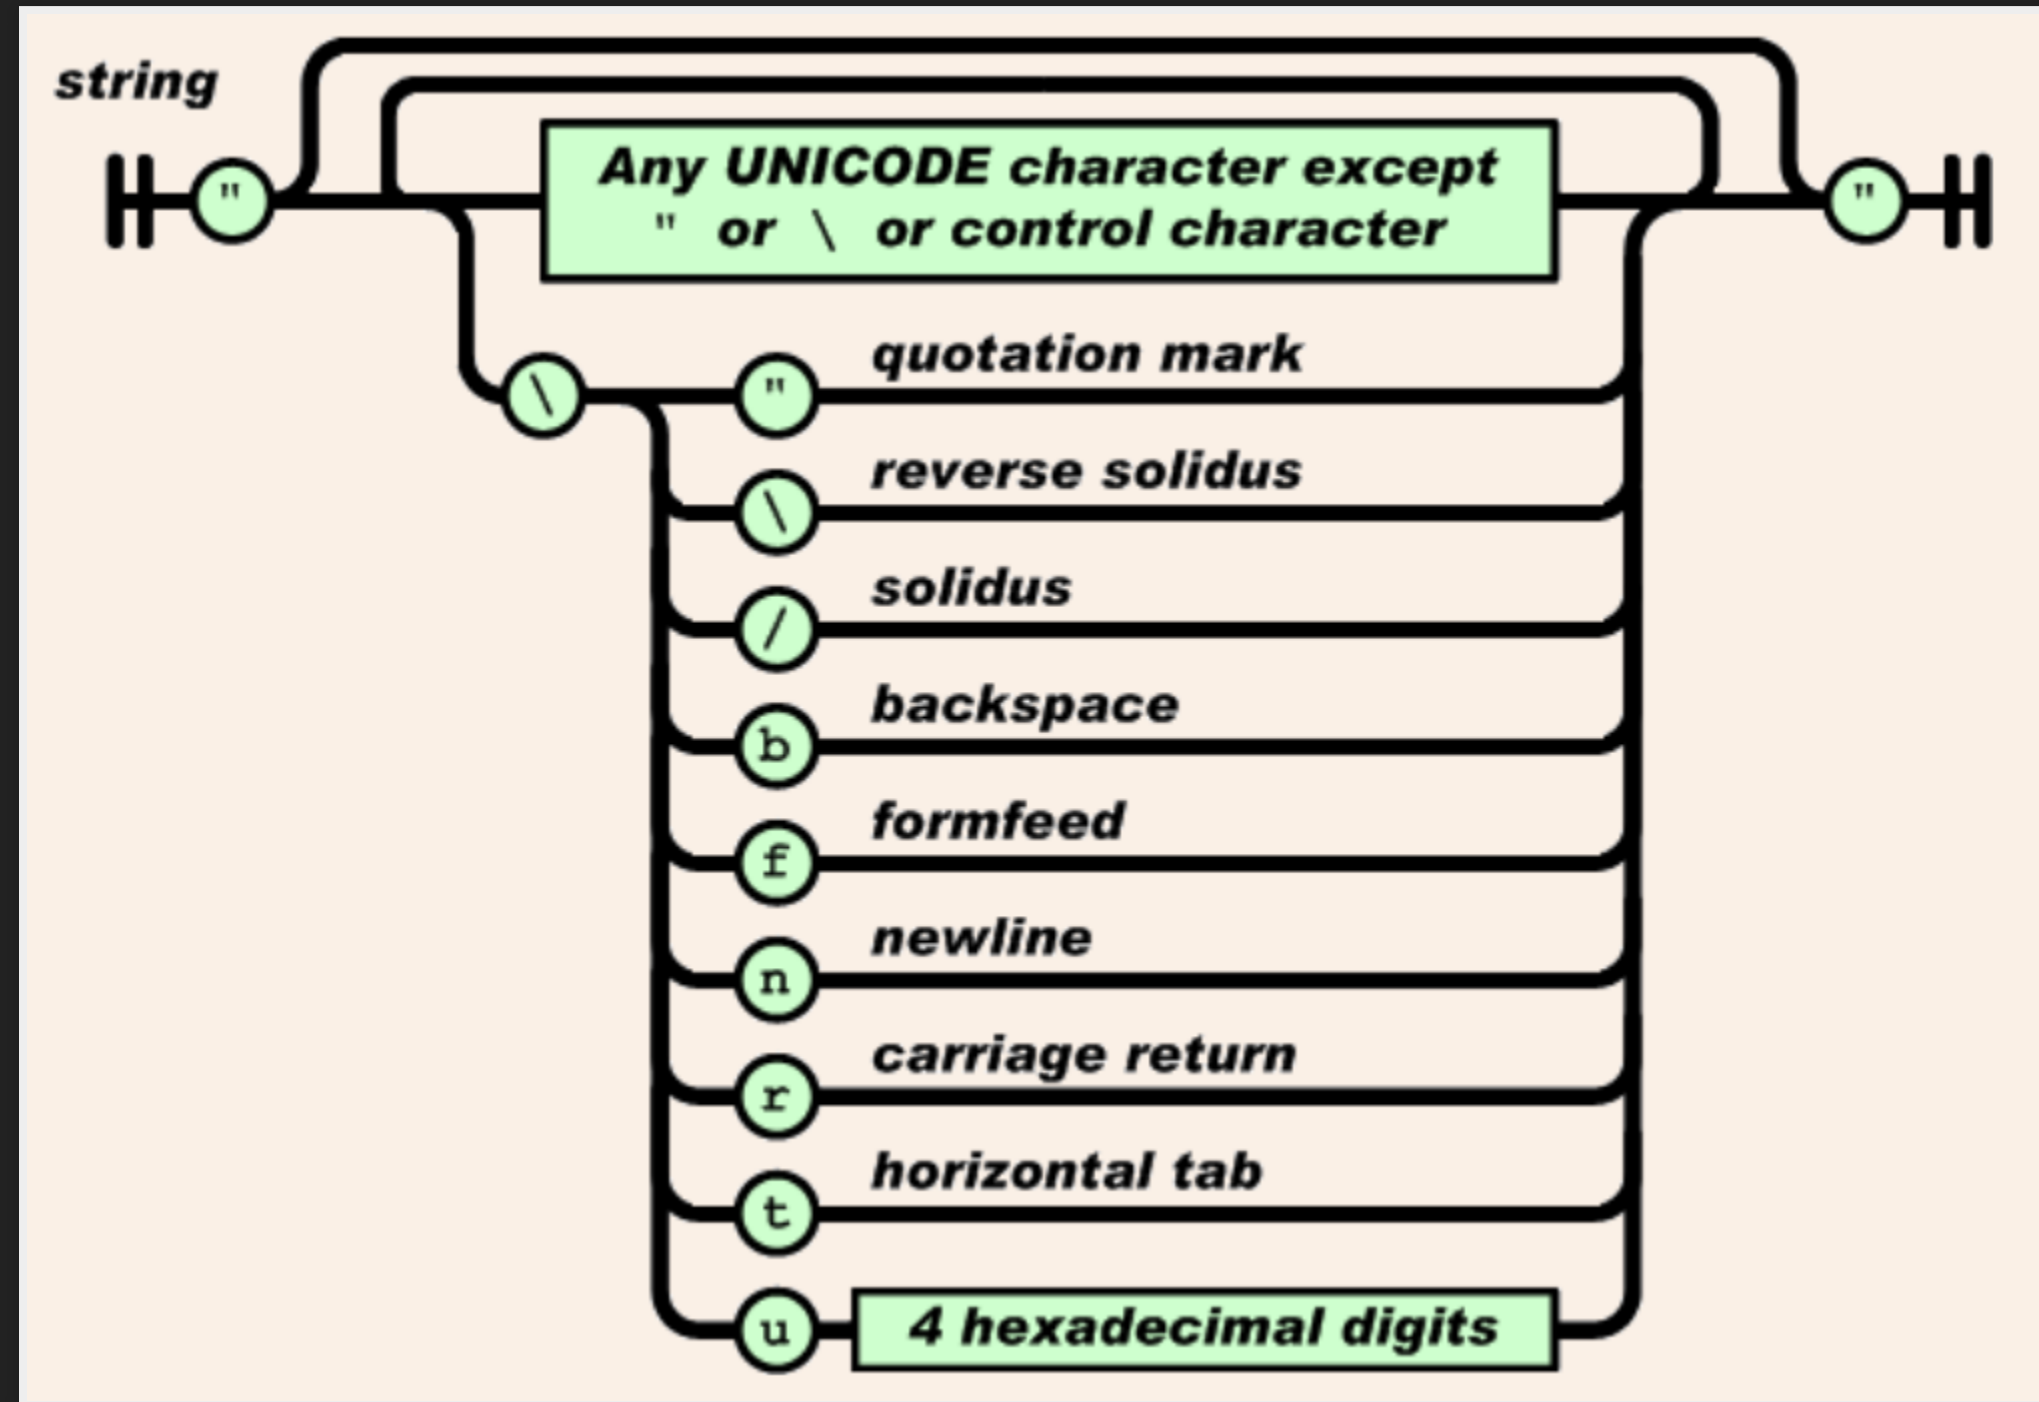 string
"
Any UNICODE character except
" or \ or control character
"
\
" quotation mark
\ reverse solidus
/ solidus
b backspace
f formfeed
n newline
r carriage return
t horizontal tab
u 4 hexadecimal digits